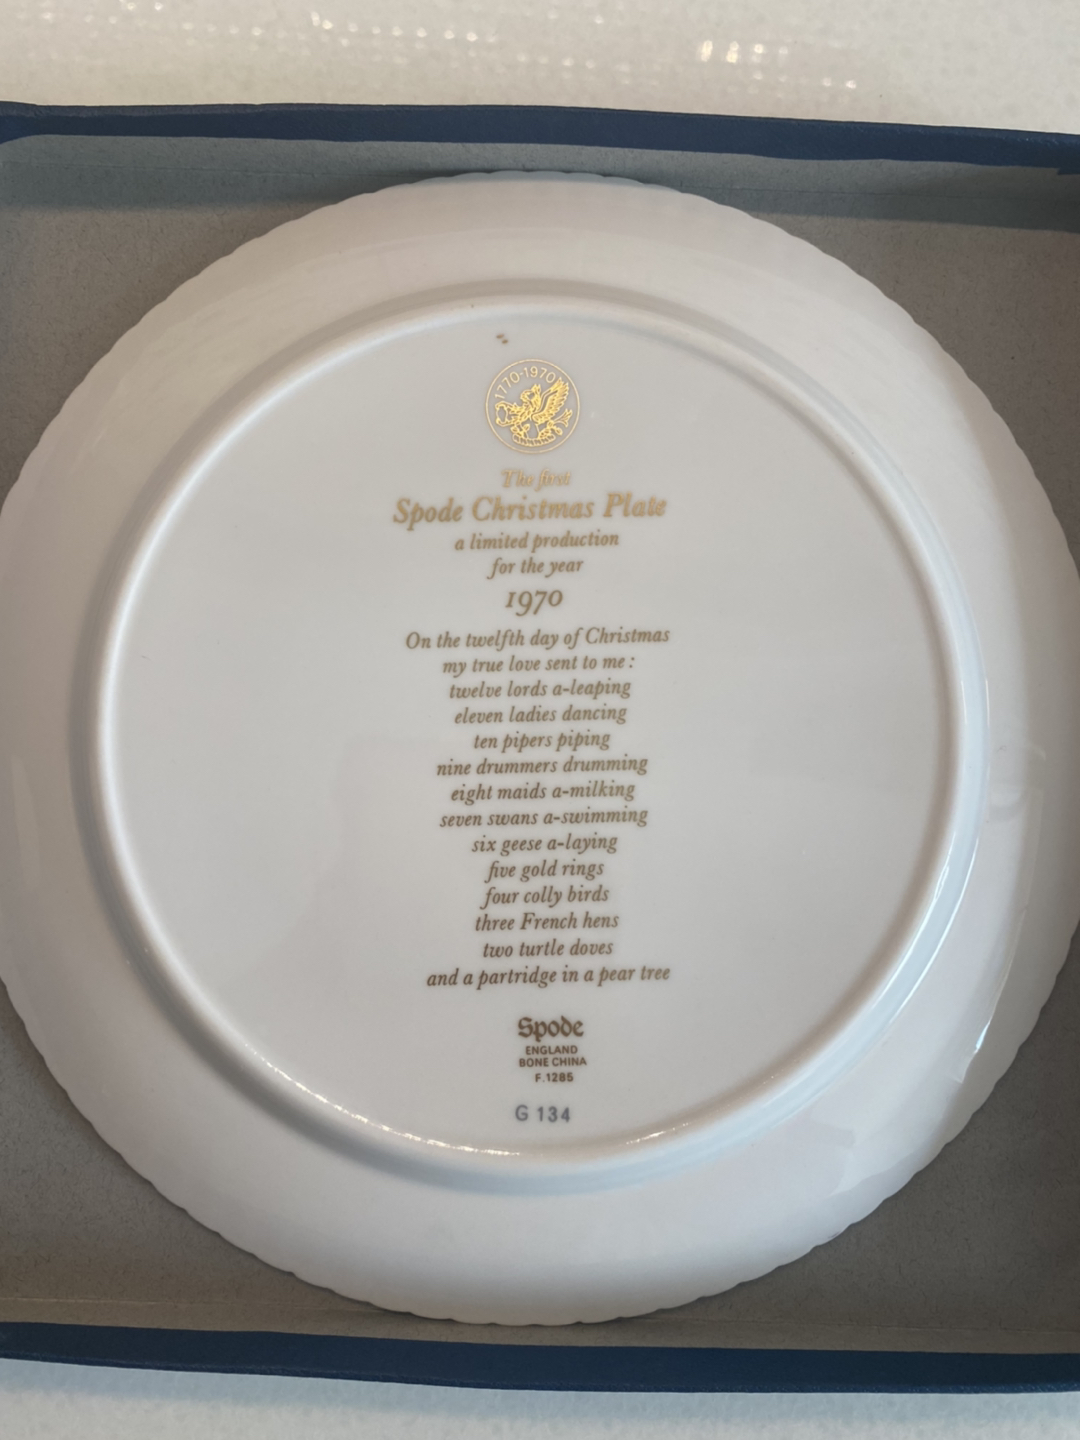 1770-1970
The first
Spode Christmas Plate
a limited production
for the year
1970
On the twelfth day of Christmas
my true love sent to me :
twelve lords a-leaping
eleven ladies dancing
ten pipers piping
nine drummers drumming
eight maids a-milking
seven swans a-swimming
six geese a-laying
five gold rings
four colly birds
three French hens
two turtle doves
and a partridge in a pear tree
Spode
ENGLAND
BONE CHINA
F.1285
G 134